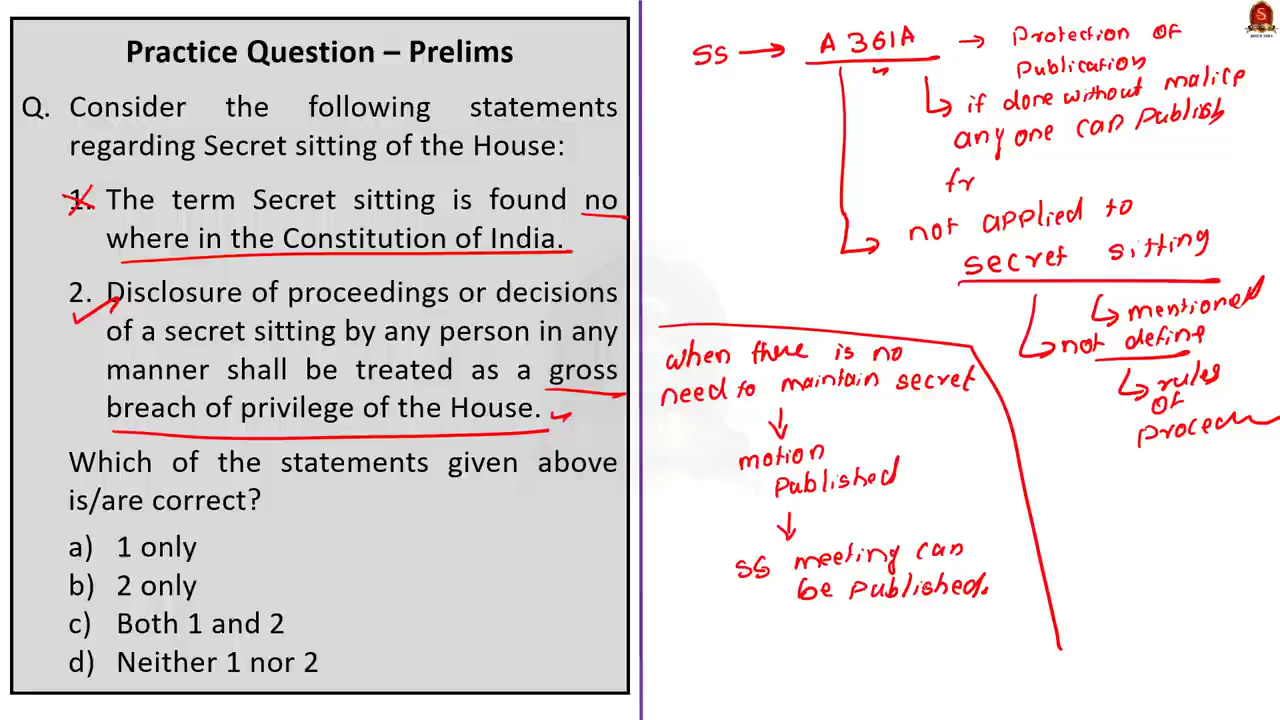 Practice Question – Prelims
Q. Consider the following statements
regarding Secret sitting of the House:
1. The term Secret sitting is found no
where in the Constitution of India.
2. Disclosure of proceedings or decisions
of a secret sitting by any person in any
manner shall be treated as a gross
breach of privilege of the House.
Which of the statements given above
is/are correct?
a) 1 only
b) 2 only
c) Both 1 and 2
d) Neither 1 nor 2
SS → A 361A → Protection of
Publication
if done without malice
any one can Publish
fr
not applied to
secret sitting
mentioned
not define
rules
of
when there is no
need to maintain secret
motion
Published
SS meeting can
be published.
S